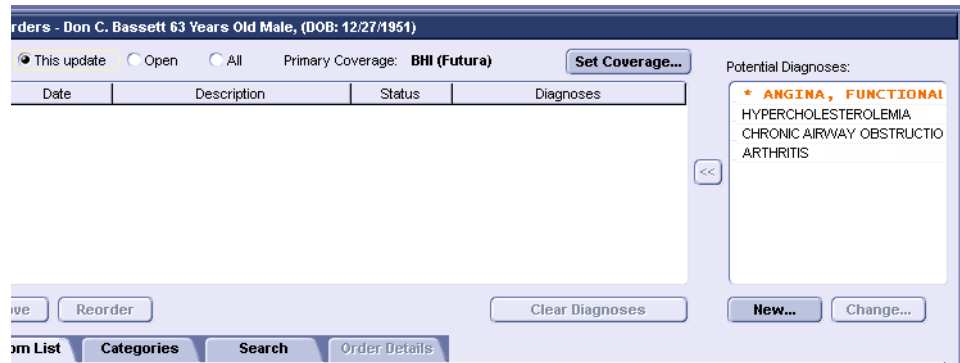 rders - Don C. Bassett 63 Years Old Male, (DOB: 12/27/1951)
This update Open All Primary Coverage: BHI (Futura) Set Coverage...
Potential Diagnoses:
Date Description Status Diagnoses
* ANGINA, FUNCTIONAL
HYPERCHOLESTEROLEMIA
CHRONIC AIRWAY OBSTRUCTIO
ARTHRITIS
<<
ve Reorder Clear Diagnoses New... Change...
om List Categories Search Order Details